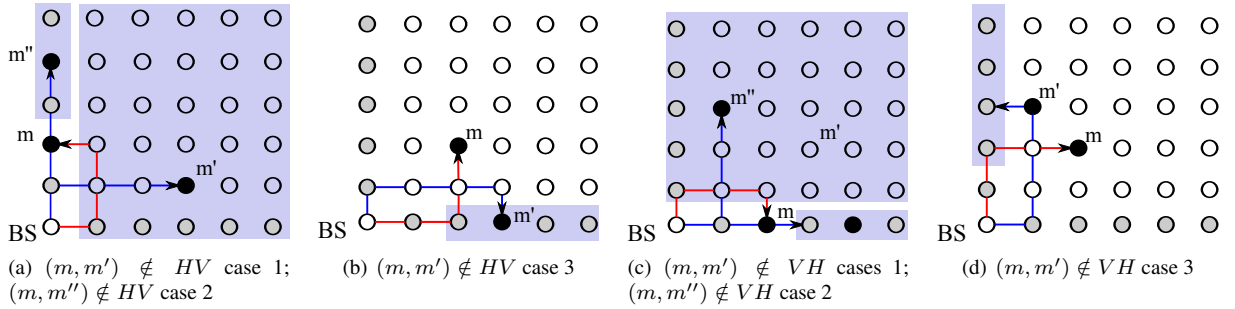 m"
m
m'
BS
(a) (m, m′) ∉ HV case 1;
(m, m′′) ∉ HV case 2
m
m'
BS
(b) (m, m′) ∉ HV case 3
m"
m'
m
BS
(c) (m, m′) ∉ VH cases 1;
(m, m′′) ∉ VH case 2
m'
m
BS
(d) (m, m′) ∉ VH case 3